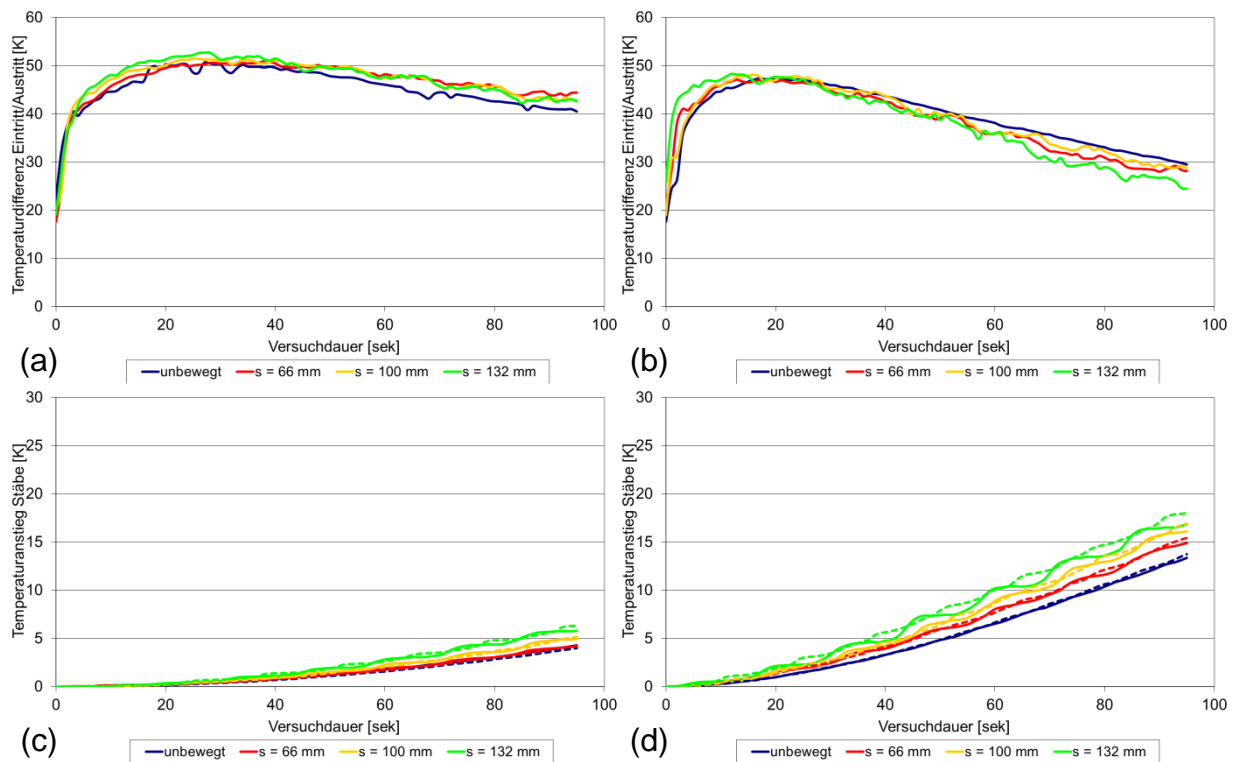 Temperaturdifferenz Eintritt/Austritt [K]
60
50
40
30
20
10
0
0 20 40 60 80 100
Versuchdauer [sek]
(a)
unbewegt s = 66 mm s = 100 mm s = 132 mm
Temperaturdifferenz Eintritt/Austritt [K]
60
50
40
30
20
10
0
0 20 40 60 80 100
Versuchdauer [sek]
(b)
unbewegt s = 66 mm s = 100 mm s = 132 mm
Temperaturanstieg Stäbe [K]
30
25
20
15
10
5
0
0 20 40 60 80 100
Versuchdauer [sek]
(c)
unbewegt s = 66 mm s = 100 mm s = 132 mm
Temperaturanstieg Stäbe [K]
30
25
20
15
10
5
0
0 20 40 60 80 100
Versuchdauer [sek]
(d)
unbewegt s = 66 mm s = 100 mm s = 132 mm